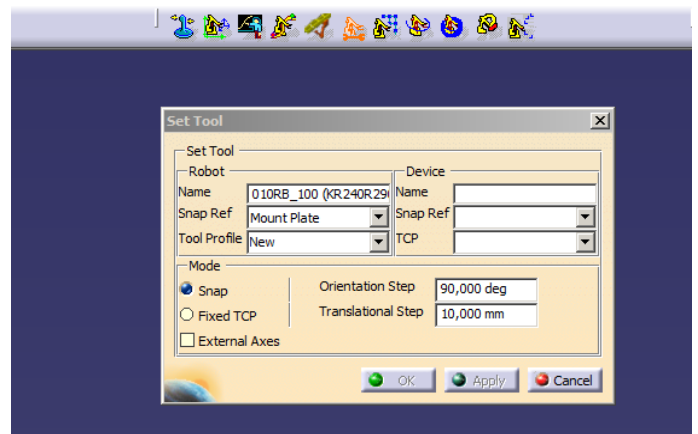 Set Tool
Set Tool
Robot
Name 010RB_100 (KR240R290
Snap Ref Mount Plate
Tool Profile New
Device
Name
Snap Ref
TCP
Mode
Snap
Fixed TCP
External Axes
Orientation Step 90,000 deg
Translational Step 10,000 mm
OK Apply Cancel